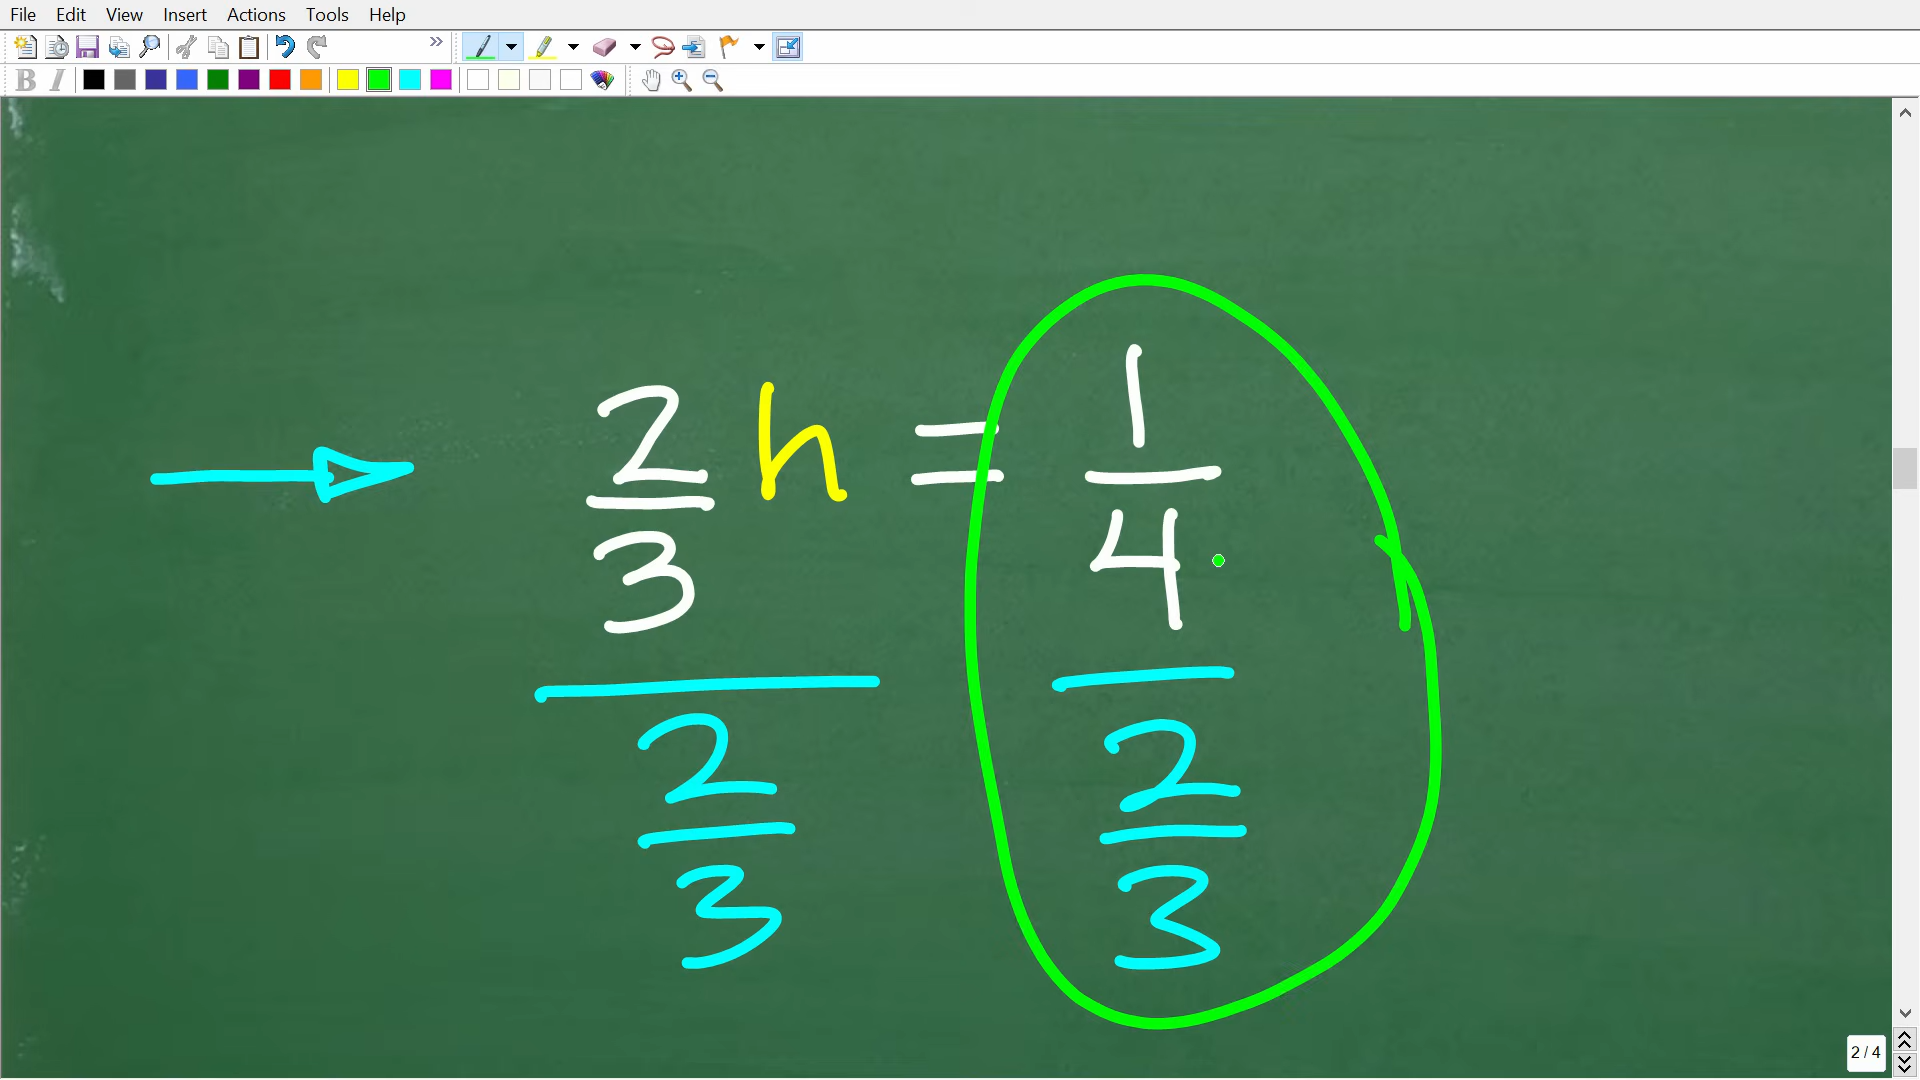 File Edit View Insert Actions Tools Help
B I
2/3 h = 1/4
2/3 2/3
2 / 4